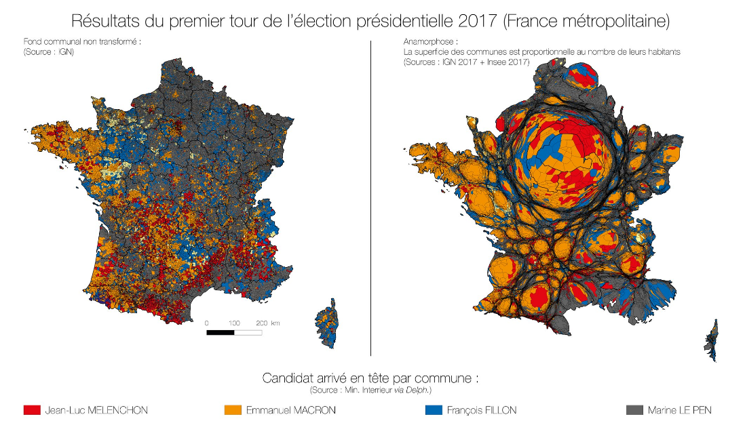 Résultats du premier tour de l'élection présidentielle 2017 (France métropolitaine)
Fond communal non transformé :
(Source : IGN)
Anamorphose :
La superficie des communes est proportionnelle au nombre de leurs habitants
(Sources : IGN 2017 + Insee 2017)
0 100 200 km
Candidat arrivé en tête par commune :
(Source : Min. Interrieur via Delph.)
Jean-Luc MELENCHON
Emmanuel MACRON
François FILLON
Marine LE PEN